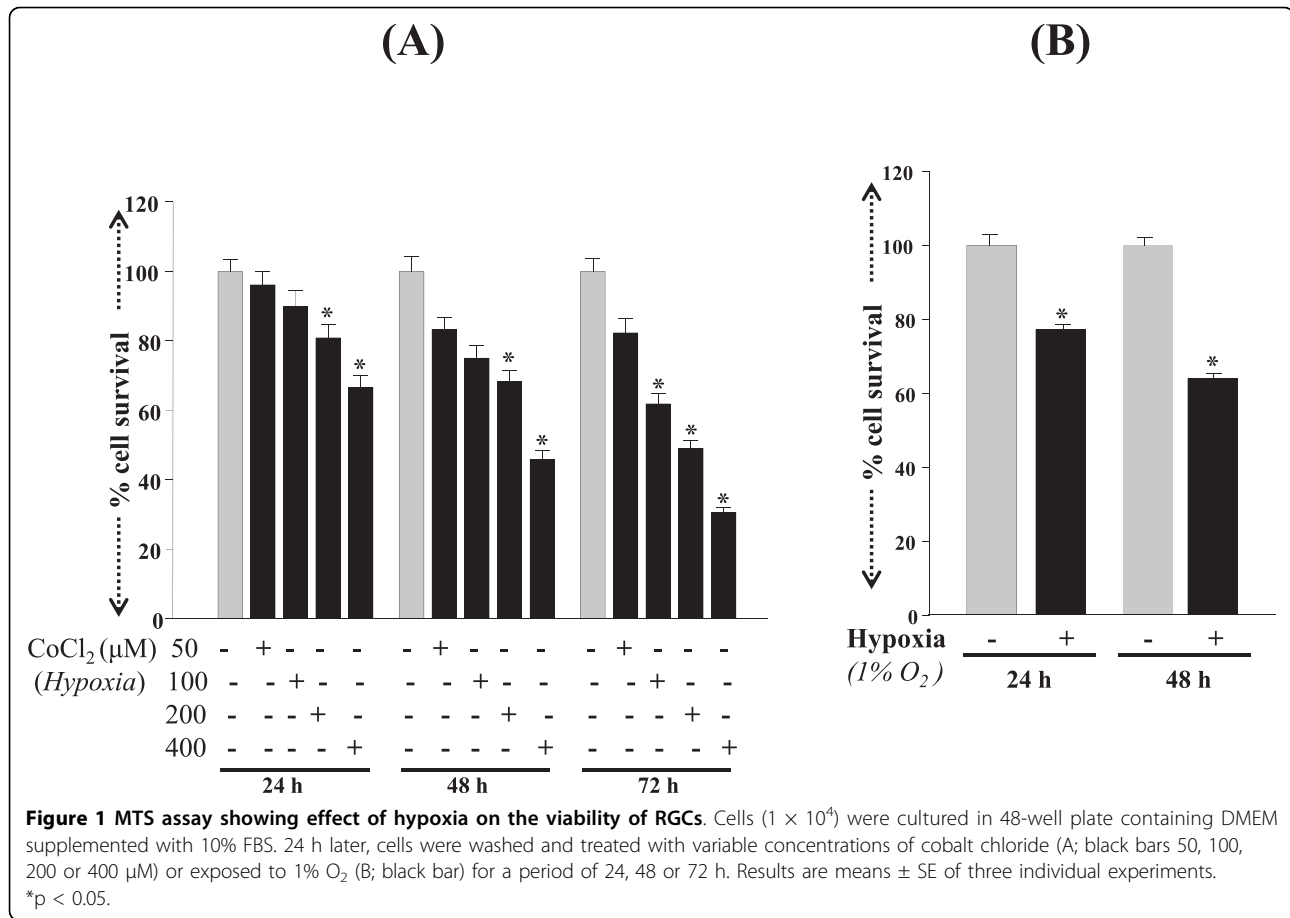 (A)
(B)
% cell survival
120
100
80
60
40
20
0
CoCl₂ (µM) 50 - + - - - - + - - - - + - - -
(Hypoxia) 100 - - + - - - - + - - - - + - -
200 - - - + - - - - + - - - - + -
400 - - - - + - - - - + - - - - +
24 h 48 h 72 h
* * * * * * *
% cell survival
120
100
80
60
40
20
0
* *
Hypoxia - + - +
(1% O₂) 24 h 48 h
Figure 1 MTS assay showing effect of hypoxia on the viability of RGCs. Cells (1 × 10⁴) were cultured in 48-well plate containing DMEM
supplemented with 10% FBS. 24 h later, cells were washed and treated with variable concentrations of cobalt chloride (A; black bars 50, 100,
200 or 400 µM) or exposed to 1% O₂ (B; black bar) for a period of 24, 48 or 72 h. Results are means ± SE of three individual experiments.
*p < 0.05.